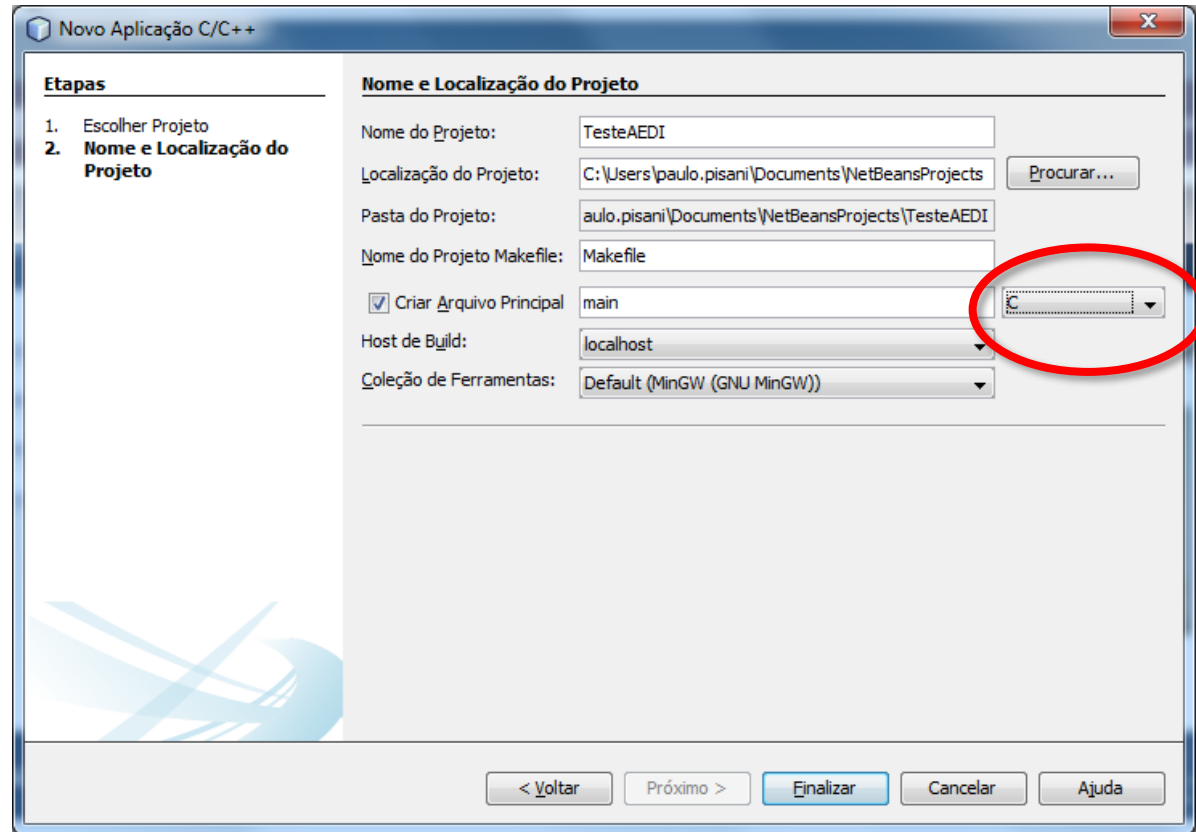 Novo Aplicação C/C++
Etapas
1. Escolher Projeto
2. Nome e Localização do
Projeto
Nome e Localização do Projeto
Nome do Projeto: TesteAEDI
Localização do Projeto: C:\Users\paulo.pisani\Documents\NetBeansProjects Procurar...
Pasta do Projeto: aulo.pisani\Documents\NetBeansProjects\TesteAEDI
Nome do Projeto Makefile: Makefile
Criar Arquivo Principal main C
Host de Build: localhost
Coleção de Ferramentas: Default (MinGW (GNU MinGW))
< Voltar Próximo > Finalizar Cancelar Ajuda